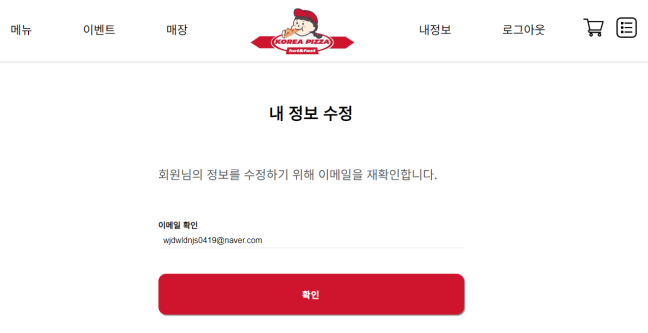 메뉴
이벤트
매장
KOREA PIZZA
hot&fast
내정보
로그아웃
내 정보 수정
회원님의 정보를 수정하기 위해 이메일을 재확인합니다.
이메일 확인
wjdwldnjs0419@naver.com
확인